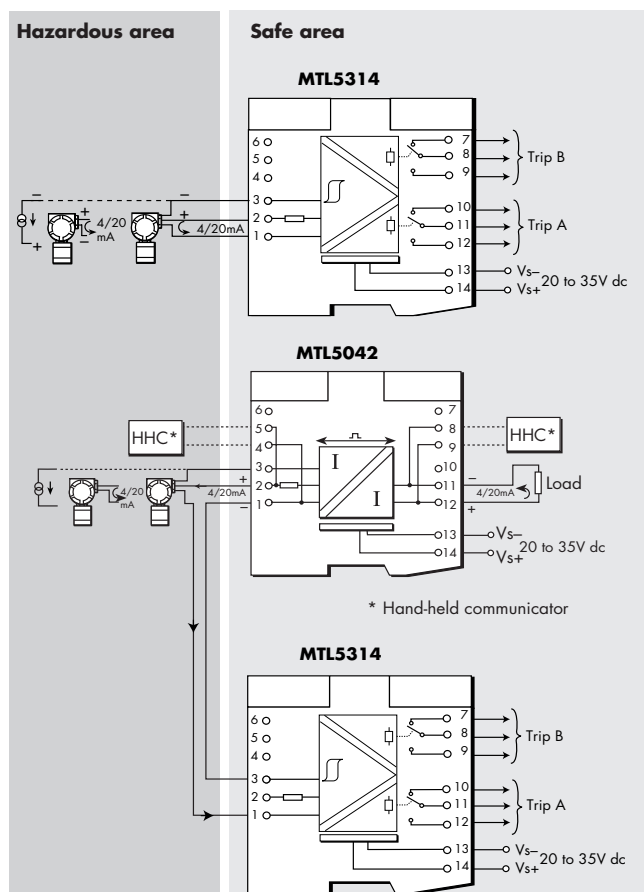 Hazardous area
Safe area
MTL5314
6
5
4
3
2
1
7
8
9
10
11
12
13
14
Trip B
Trip A
Vs–
Vs+
20 to 35V dc
–
+
+
–
4/20
mA
–
+
4/20mA
MTL5042
6
5
4
3
2
1
7
8
9
10
11
12
13
14
HHC*
HHC*
I
I
4/20
mA
+
4/20mA
–
–
4/20mA
+
Load
Vs–
Vs+
20 to 35V dc
* Hand-held communicator
MTL5314
6
5
4
3
2
1
7
8
9
10
11
12
13
14
Trip B
Trip A
Vs–
Vs+
20 to 35V dc